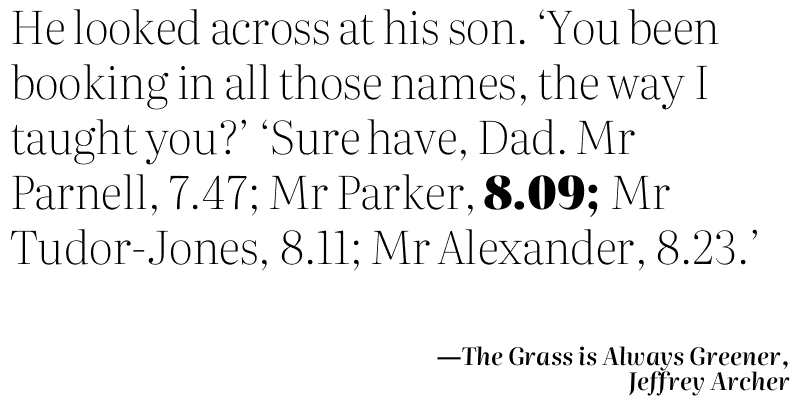 He looked across at his son. ‘You been
booking in all those names, the way I
taught you?’ ‘Sure have, Dad. Mr
Parnell, 7.47; Mr Parker, 8.09; Mr
Tudor-Jones, 8.11; Mr Alexander, 8.23.’
—The Grass is Always Greener,
Jeffrey Archer